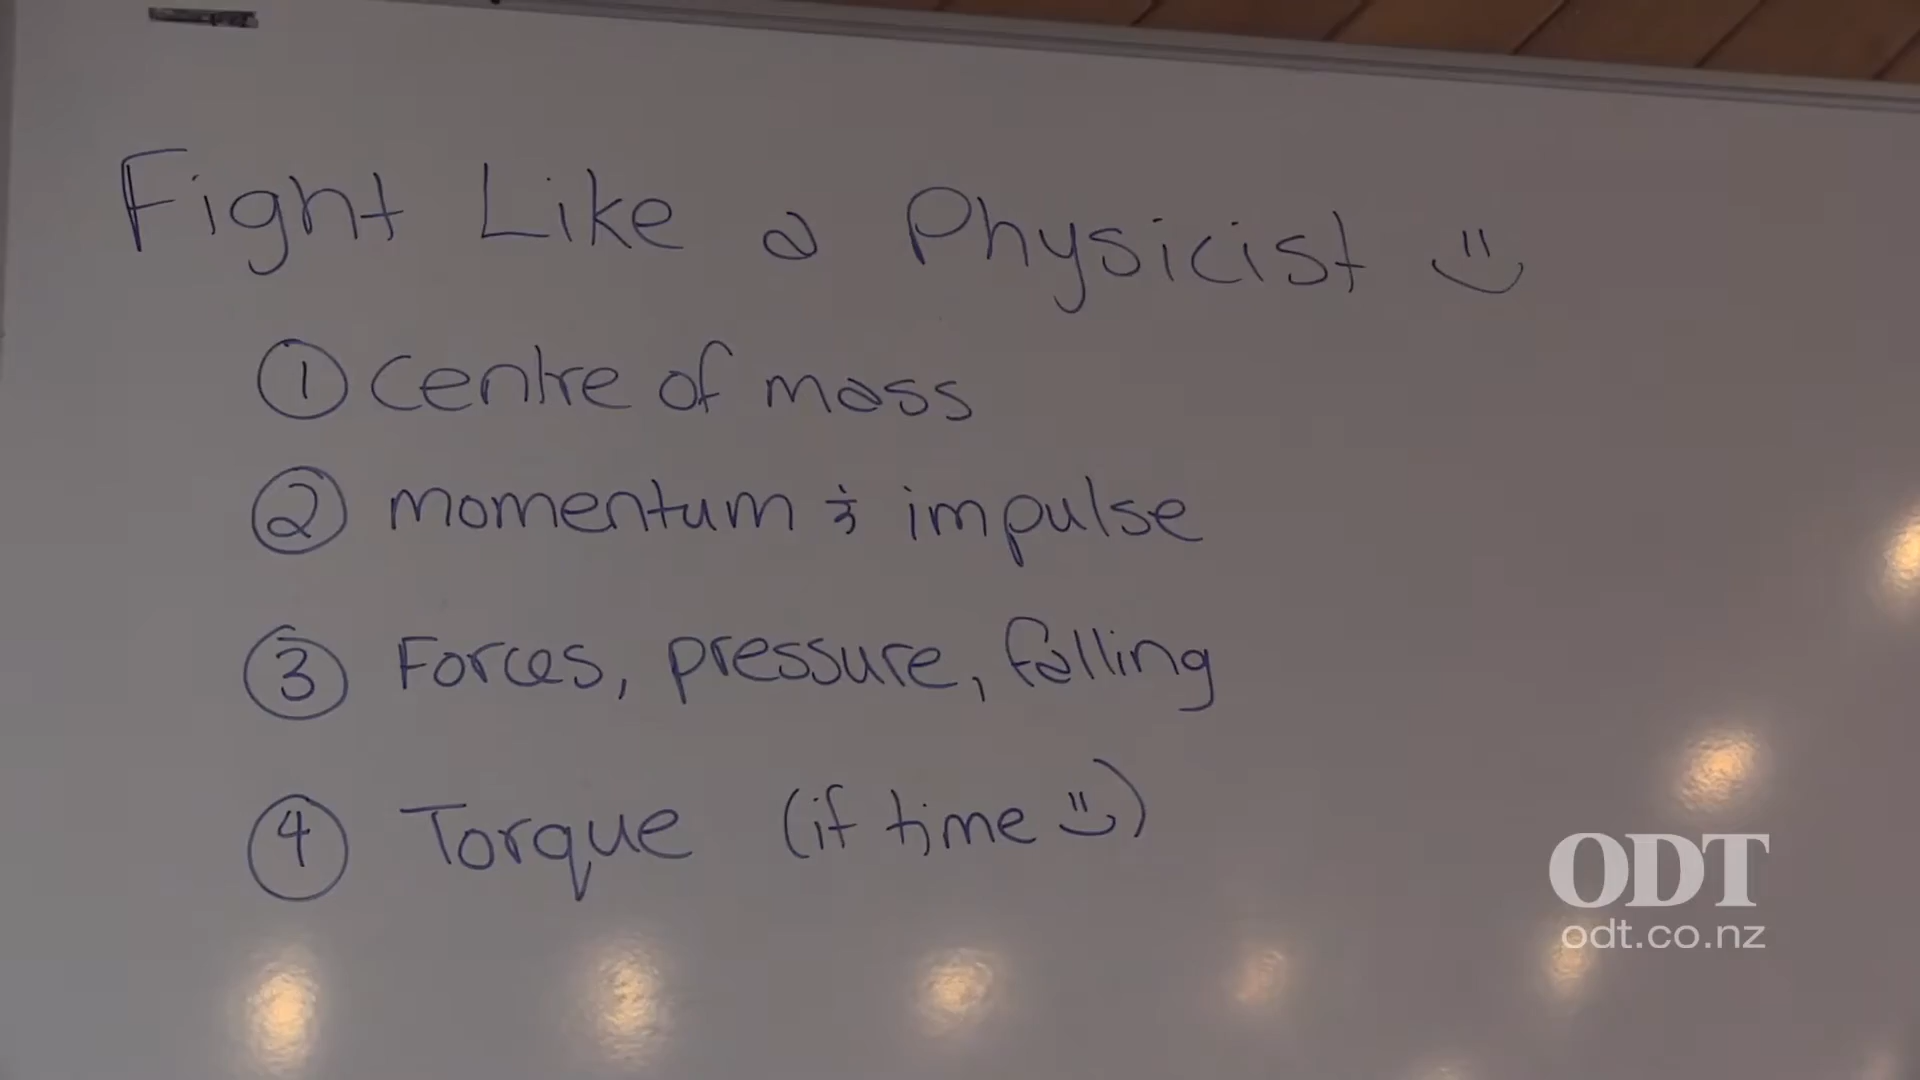 Fight Like a Physicist
① Centre of mass
② momentum & impulse
③ Forces, pressure, falling
④ Torque (if time)
ODT
odt.co.nz